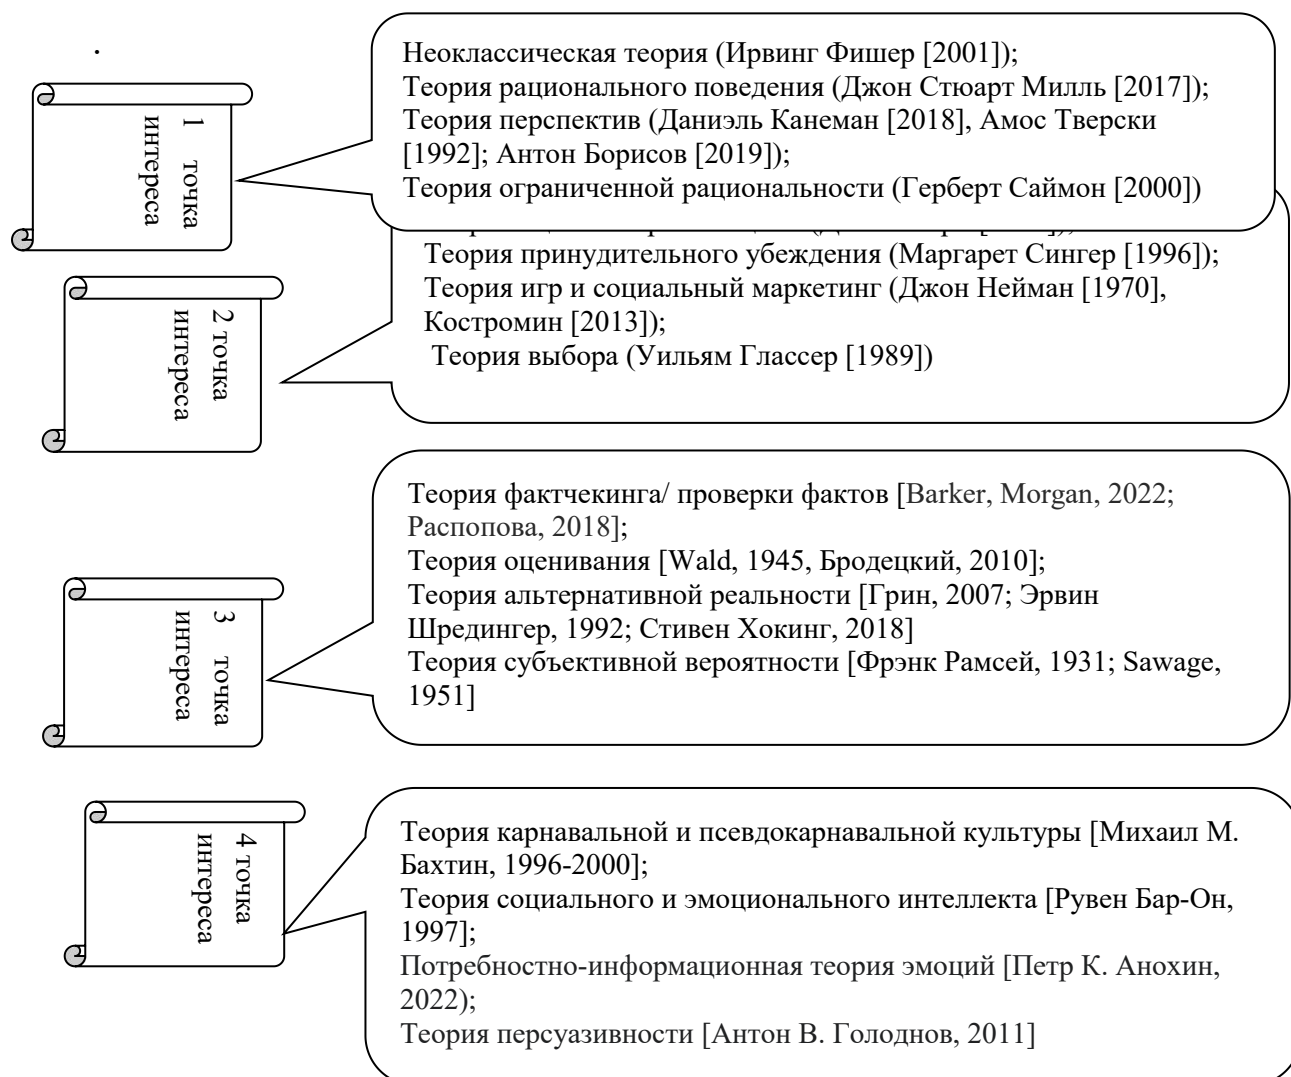 1 точка
интереса
Неоклассическая теория (Ирвинг Фишер [2001]);
Теория рационального поведения (Джон Стюарт Милль [2017]);
Теория перспектив (Даниэль Канеман [2018], Амос Тверски
[1992]; Антон Борисов [2019]);
Теория ограниченной рациональности (Герберт Саймон [2000])
2 точка
интереса
Теория принудительного убеждения (Маргарет Сингер [1996]);
Теория игр и социальный маркетинг (Джон Нейман [1970],
Костромин [2013]);
Теория выбора (Уильям Глассер [1989])
3 точка
интереса
Теория фактчекинга/ проверки фактов [Barker, Morgan, 2022;
Распопова, 2018];
Теория оценивания [Wald, 1945, Бродецкий, 2010];
Теория альтернативной реальности [Грин, 2007; Эрвин
Шредингер, 1992; Стивен Хокинг, 2018]
Теория субъективной вероятности [Фрэнк Рамсей, 1931; Sawage,
1951]
4 точка
интереса
Теория карнавальной и псевдокарнавальной культуры [Михаил М.
Бахтин, 1996-2000];
Теория социального и эмоционального интеллекта [Рувен Бар-Он,
1997];
Потребностно-информационная теория эмоций [Петр К. Анохин,
2022);
Теория персуазивности [Антон В. Голоднов, 2011]